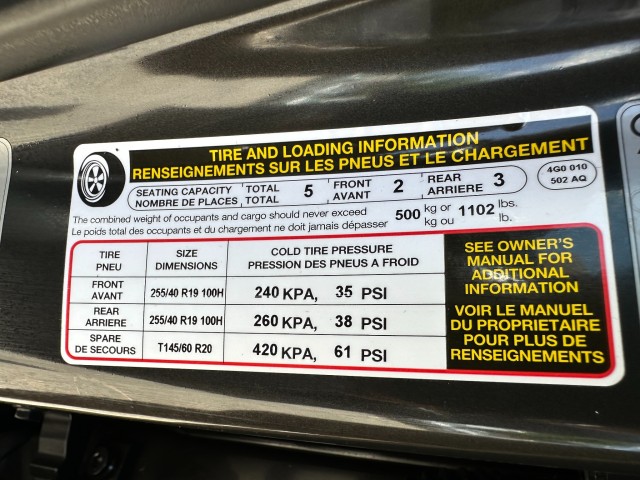 TIRE AND LOADING INFORMATION
RENSEIGNEMENTS SUR LES PNEUS ET LE CHARGEMENT
SEATING CAPACITY TOTAL 5 FRONT 2 REAR 3
NOMBRE DE PLACES TOTAL AVANT ARRIERE
4G0 010
502 AQ
The combined weight of occupants and cargo should never exceed 500 kg or 1102 lbs.
Le poids total des occupants et du chargement ne doit jamais dépasser kg ou lb.
TIRE SIZE COLD TIRE PRESSURE
PNEU DIMENSIONS PRESSION DES PNEUS A FROID
FRONT
AVANT 255/40 R19 100H 240 KPA, 35 PSI
REAR
ARRIERE 255/40 R19 100H 260 KPA, 38 PSI
SPARE
DE SECOURS T145/60 R20 420 KPA, 61 PSI
SEE OWNER'S
MANUAL FOR
ADDITIONAL
INFORMATION
VOIR LE MANUEL
DU PROPRIETAIRE
POUR PLUS DE
RENSEIGNEMENTS